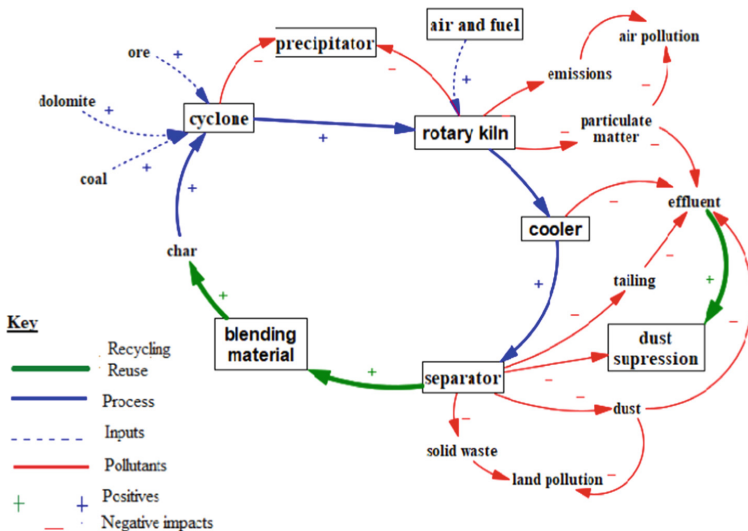 air and fuel
air pollution
ore
precipitator
emissions
dolomite
cyclone
rotary kiln
particulate
matter
coal
effluent
cooler
char
tailing
Key
blending
material
dust
supression
Recycling
Reuse
separator
Process
dust
Inputs
solid waste
land pollution
Pollutants
Positives
Negative impacts